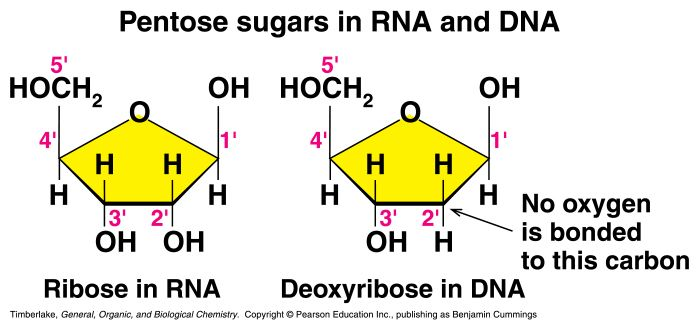 Pentose sugars in RNA and DNA
5'
HOCH2
OH
O
4'
1'
H
H
H
H
3'
2'
OH
OH
Ribose in RNA
5'
HOCH2
OH
O
4'
1'
H
H
H
H
3'
2'
OH
H
No oxygen
is bonded
to this carbon
Deoxyribose in DNA
Timberlake, General, Organic, and Biological Chemistry. Copyright © Pearson Education Inc., publishing as Benjamin Cummings